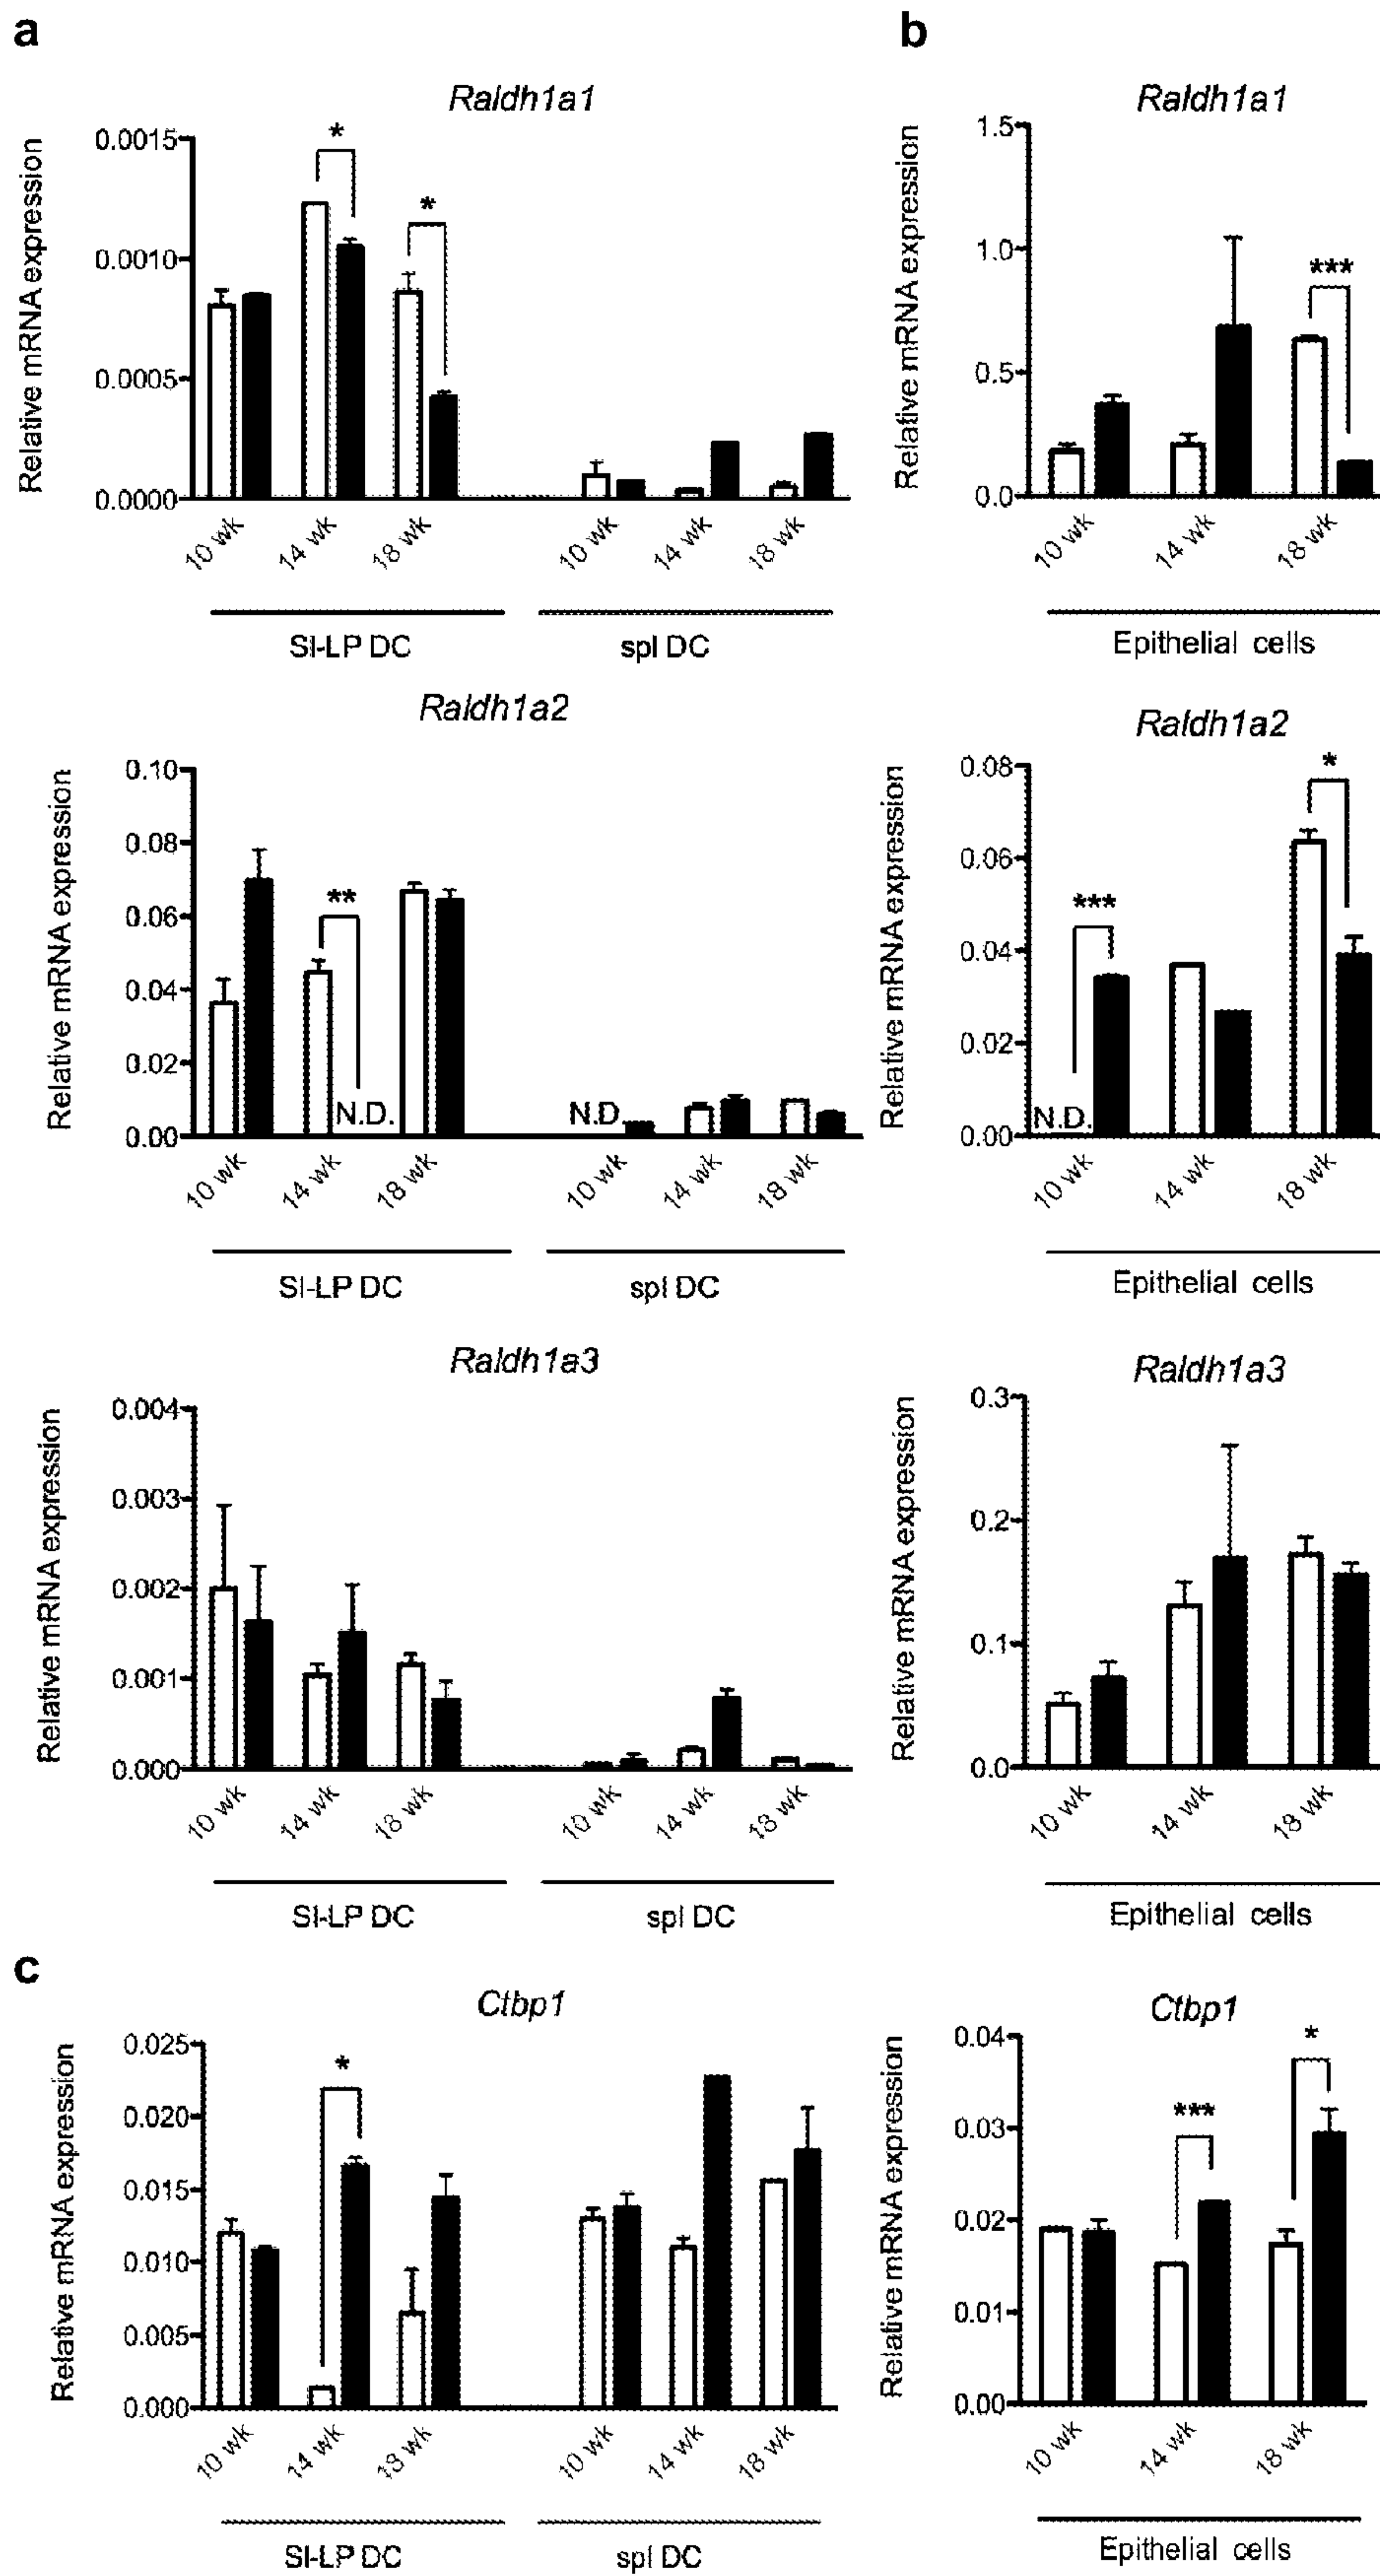 a
Raldh1a1
Relative mRNA expression
0.0015
0.0010
0.0005
0.0000
*
*
10 wk
14 wk
18 wk
10 wk
14 wk
18 wk
SI-LP DC
spl DC
b
Raldh1a1
Relative mRNA expression
1.5
1.0
0.5
0.0
***
10 wk
14 wk
18 wk
Epithelial cells
Raldh1a2
Relative mRNA expression
0.10
0.08
0.06
0.04
0.02
0.00
**
N.D.
N.D.
10 wk
14 wk
18 wk
10 wk
14 wk
18 wk
SI-LP DC
spl DC
Raldh1a2
Relative mRNA expression
0.08
0.06
0.04
0.02
0.00
***
*
N.D.
10 wk
14 wk
18 wk
Epithelial cells
Raldh1a3
Relative mRNA expression
0.004
0.003
0.002
0.001
0.000
10 wk
14 wk
18 wk
10 wk
14 wk
18 wk
SI-LP DC
spl DC
Raldh1a3
Relative mRNA expression
0.3
0.2
0.1
0.0
10 wk
14 wk
18 wk
Epithelial cells
c
Ctbp1
Relative mRNA expression
0.025
0.020
0.015
0.010
0.005
0.000
*
10 wk
14 wk
18 wk
10 wk
14 wk
18 wk
SI-LP DC
spl DC
Ctbp1
Relative mRNA expression
0.04
0.03
0.02
0.01
0.00
***
*
10 wk
14 wk
18 wk
Epithelial cells